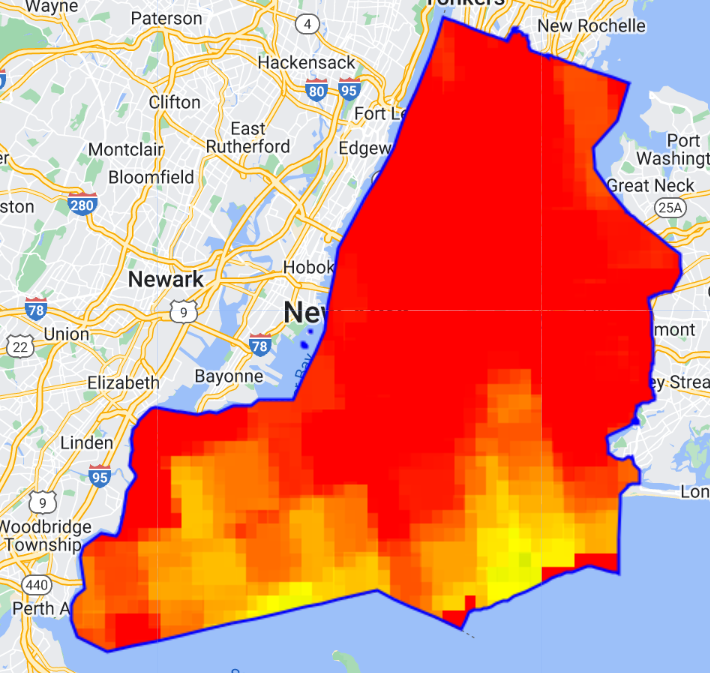 Wayne
Paterson
4
Yonkers
New Rochelle
Hackensack
80
95
Clifton
Fort Le
East
Rutherford
Edgew
Montclair
Bloomfield
Port
Washingt
Great Neck
25A
280
ston
Newark
Hobok
9
78
New
Union
22
78
mont
Elizabeth
Bayonne
r Bay
ey Strea
Linden
95
Lon
9
Woodbridge
Township
440
Perth A